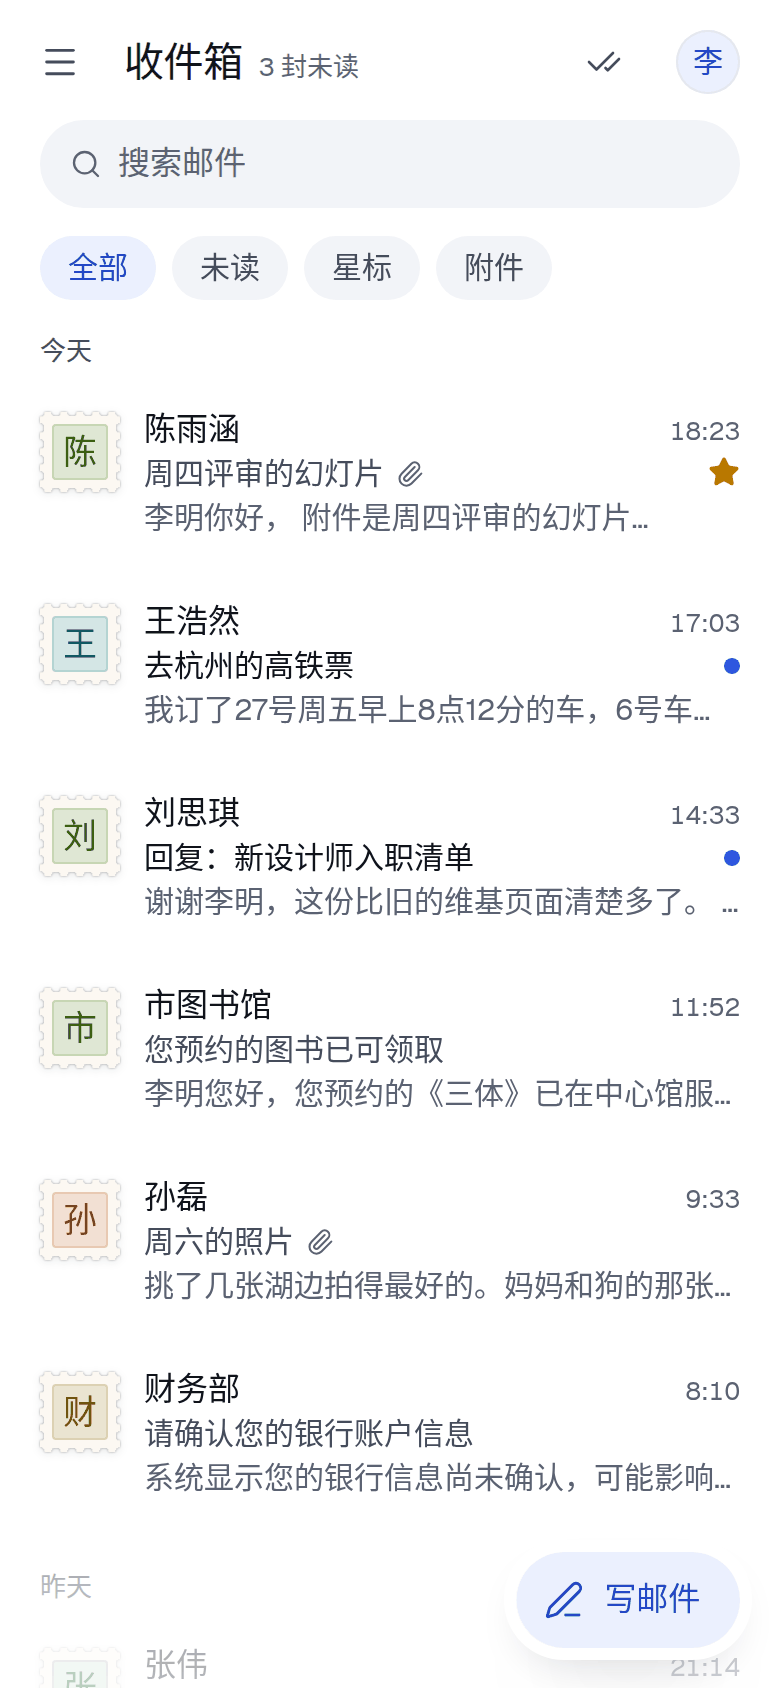 收件箱 3 封未读 李
搜索邮件
全部 未读 星标 附件
今天
陈 陈雨涵 18:23
周四评审的幻灯片
李明你好， 附件是周四评审的幻灯片...
王 王浩然 17:03
去杭州的高铁票
我订了27号周五早上8点12分的车，6号车...
刘 刘思琪 14:33
回复：新设计师入职清单
谢谢李明，这份比旧的维基页面清楚多了。 ...
市 市图书馆 11:52
您预约的图书已可领取
李明您好，您预约的《三体》已在中心馆服...
孙 孙磊 9:33
周六的照片
挑了几张湖边拍得最好的。妈妈和狗的那张...
财 财务部 8:10
请确认您的银行账户信息
系统显示您的银行信息尚未确认，可能影响...
昨天
写邮件
张 张伟 21:14